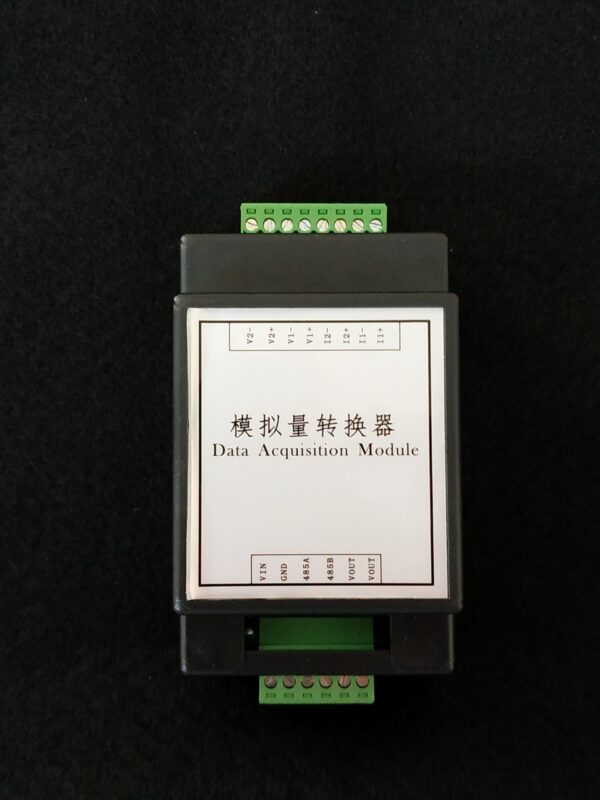 V2- V2+ V1- V1+ I2- I2+ I1- I1+
模拟量转换器
Data Acquisition Module
VIN GND 485A 485B VOUT VOUT